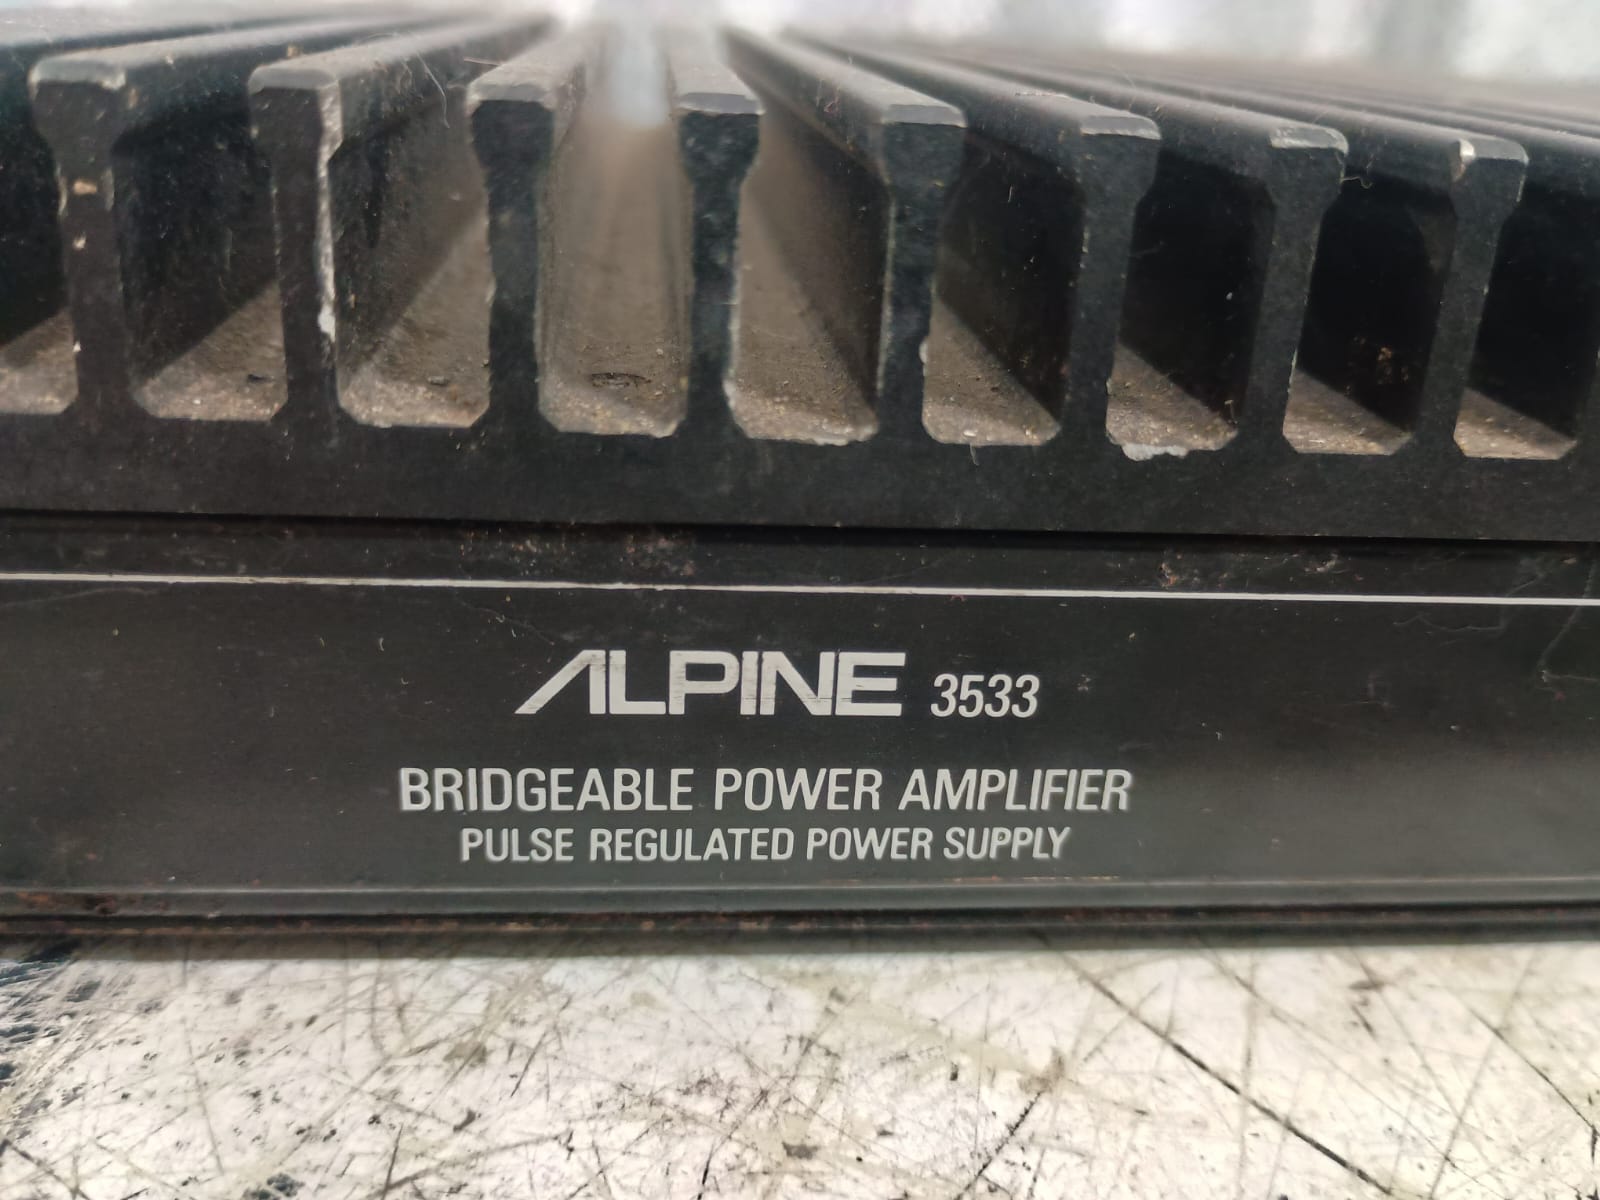 ALPINE 3533
BRIDGEABLE POWER AMPLIFIER
PULSE REGULATED POWER SUPPLY